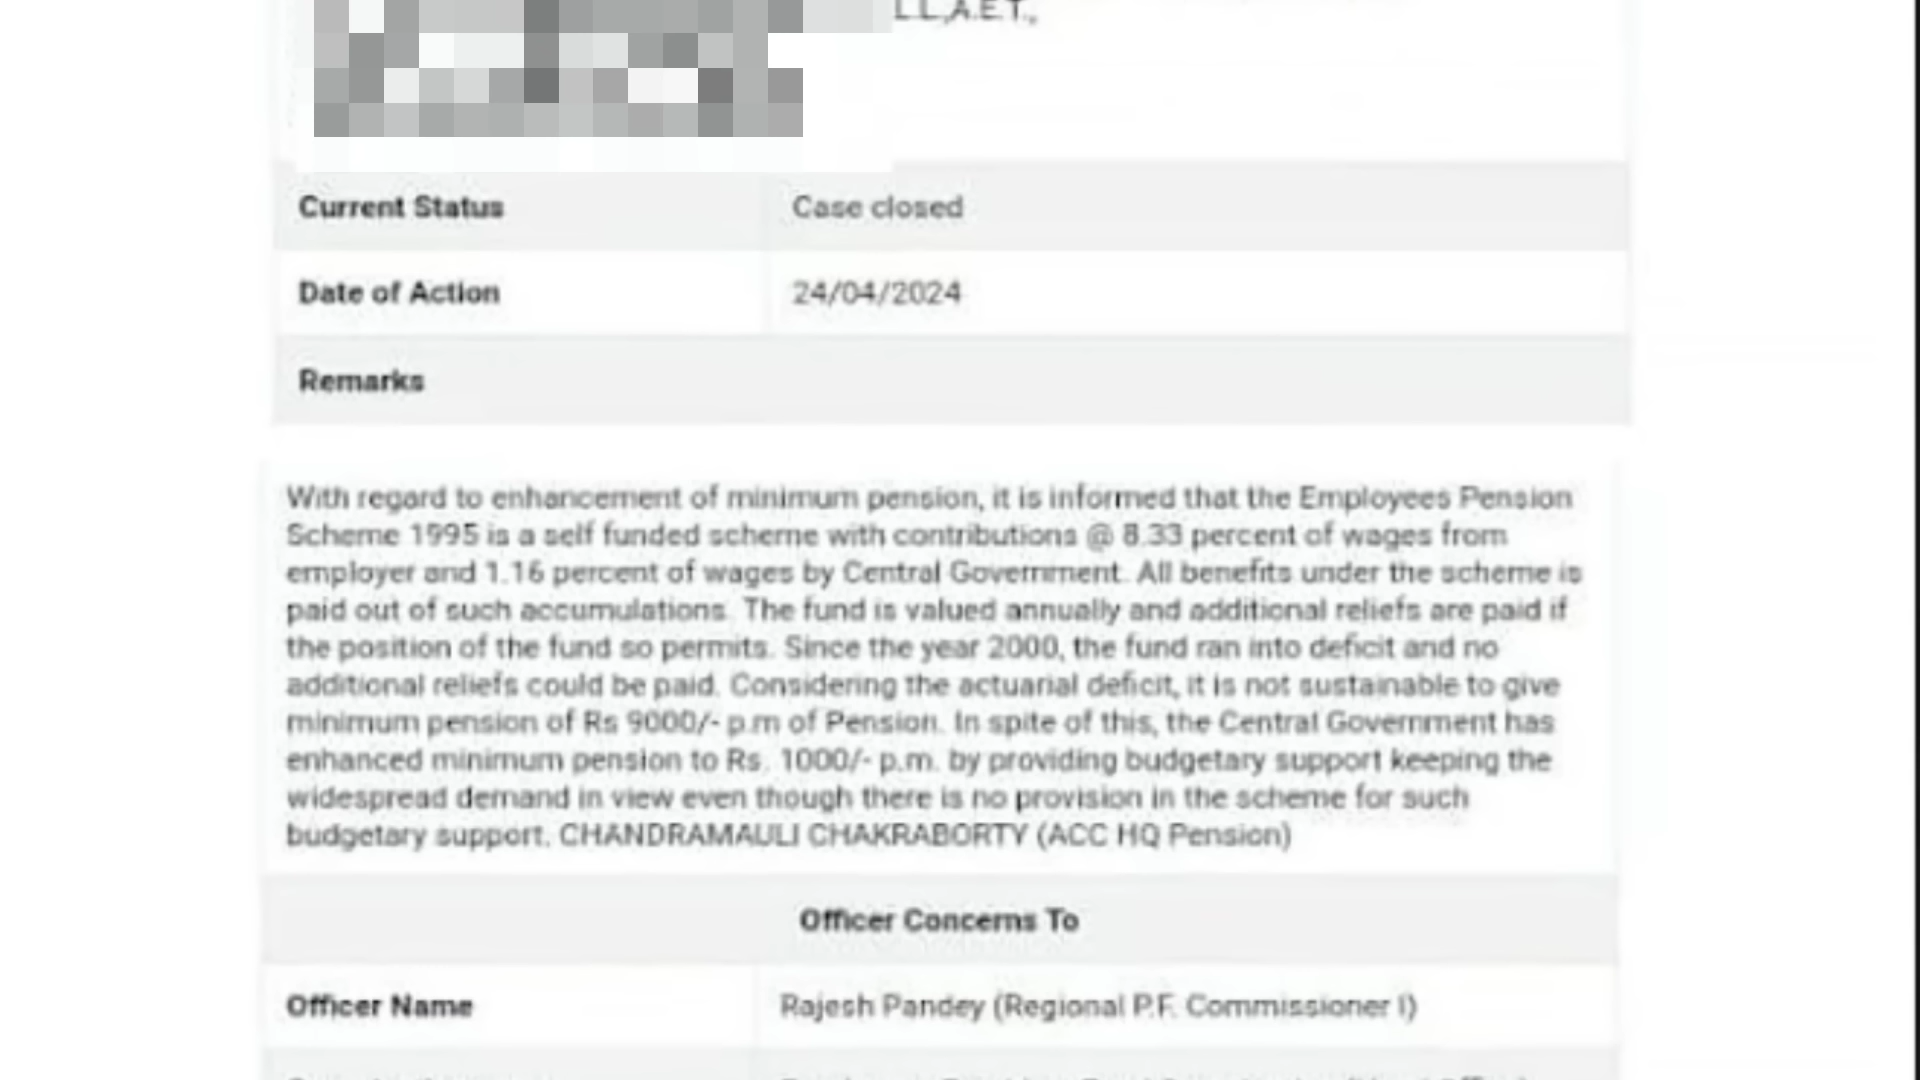 L.L,A.E.T.,
Current Status Case closed
Date of Action 24/04/2024
Remarks
With regard to enhancement of minimum pension, it is informed that the Employees Pension
Scheme 1995 is a self funded scheme with contributions @ 8.33 percent of wages from
employer and 1.16 percent of wages by Central Government. All benefits under the scheme is
paid out of such accumulations. The fund is valued annually and additional reliefs are paid if
the position of the fund so permits. Since the year 2000, the fund ran into deficit and no
additional reliefs could be paid. Considering the actuarial deficit, it is not sustainable to give
minimum pension of Rs 9000/- p.m of Pension. In spite of this, the Central Government has
enhanced minimum pension to Rs. 1000/- p.m. by providing budgetary support keeping the
widespread demand in view even though there is no provision in the scheme for such
budgetary support. CHANDRAMAULI CHAKRABORTY (ACC HQ Pension)
Officer Concerns To
Officer Name Rajesh Pandey (Regional P.F. Commissioner I)